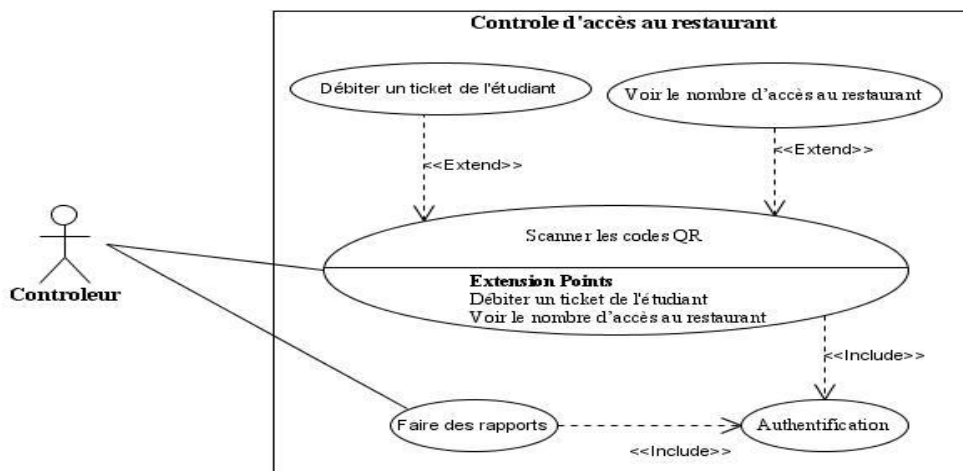 Controle d'accès au restaurant
Débiter un ticket de l'étudiant
Voir le nombre d'accès au restaurant
<<Extend>>
<<Extend>>
Scanner les codes QR
Extension Points
Débiter un ticket de l'étudiant
Voir le nombre d'accès au restaurant
Controleur
<<Include>>
Faire des rapports
Authentification
<<Include>>